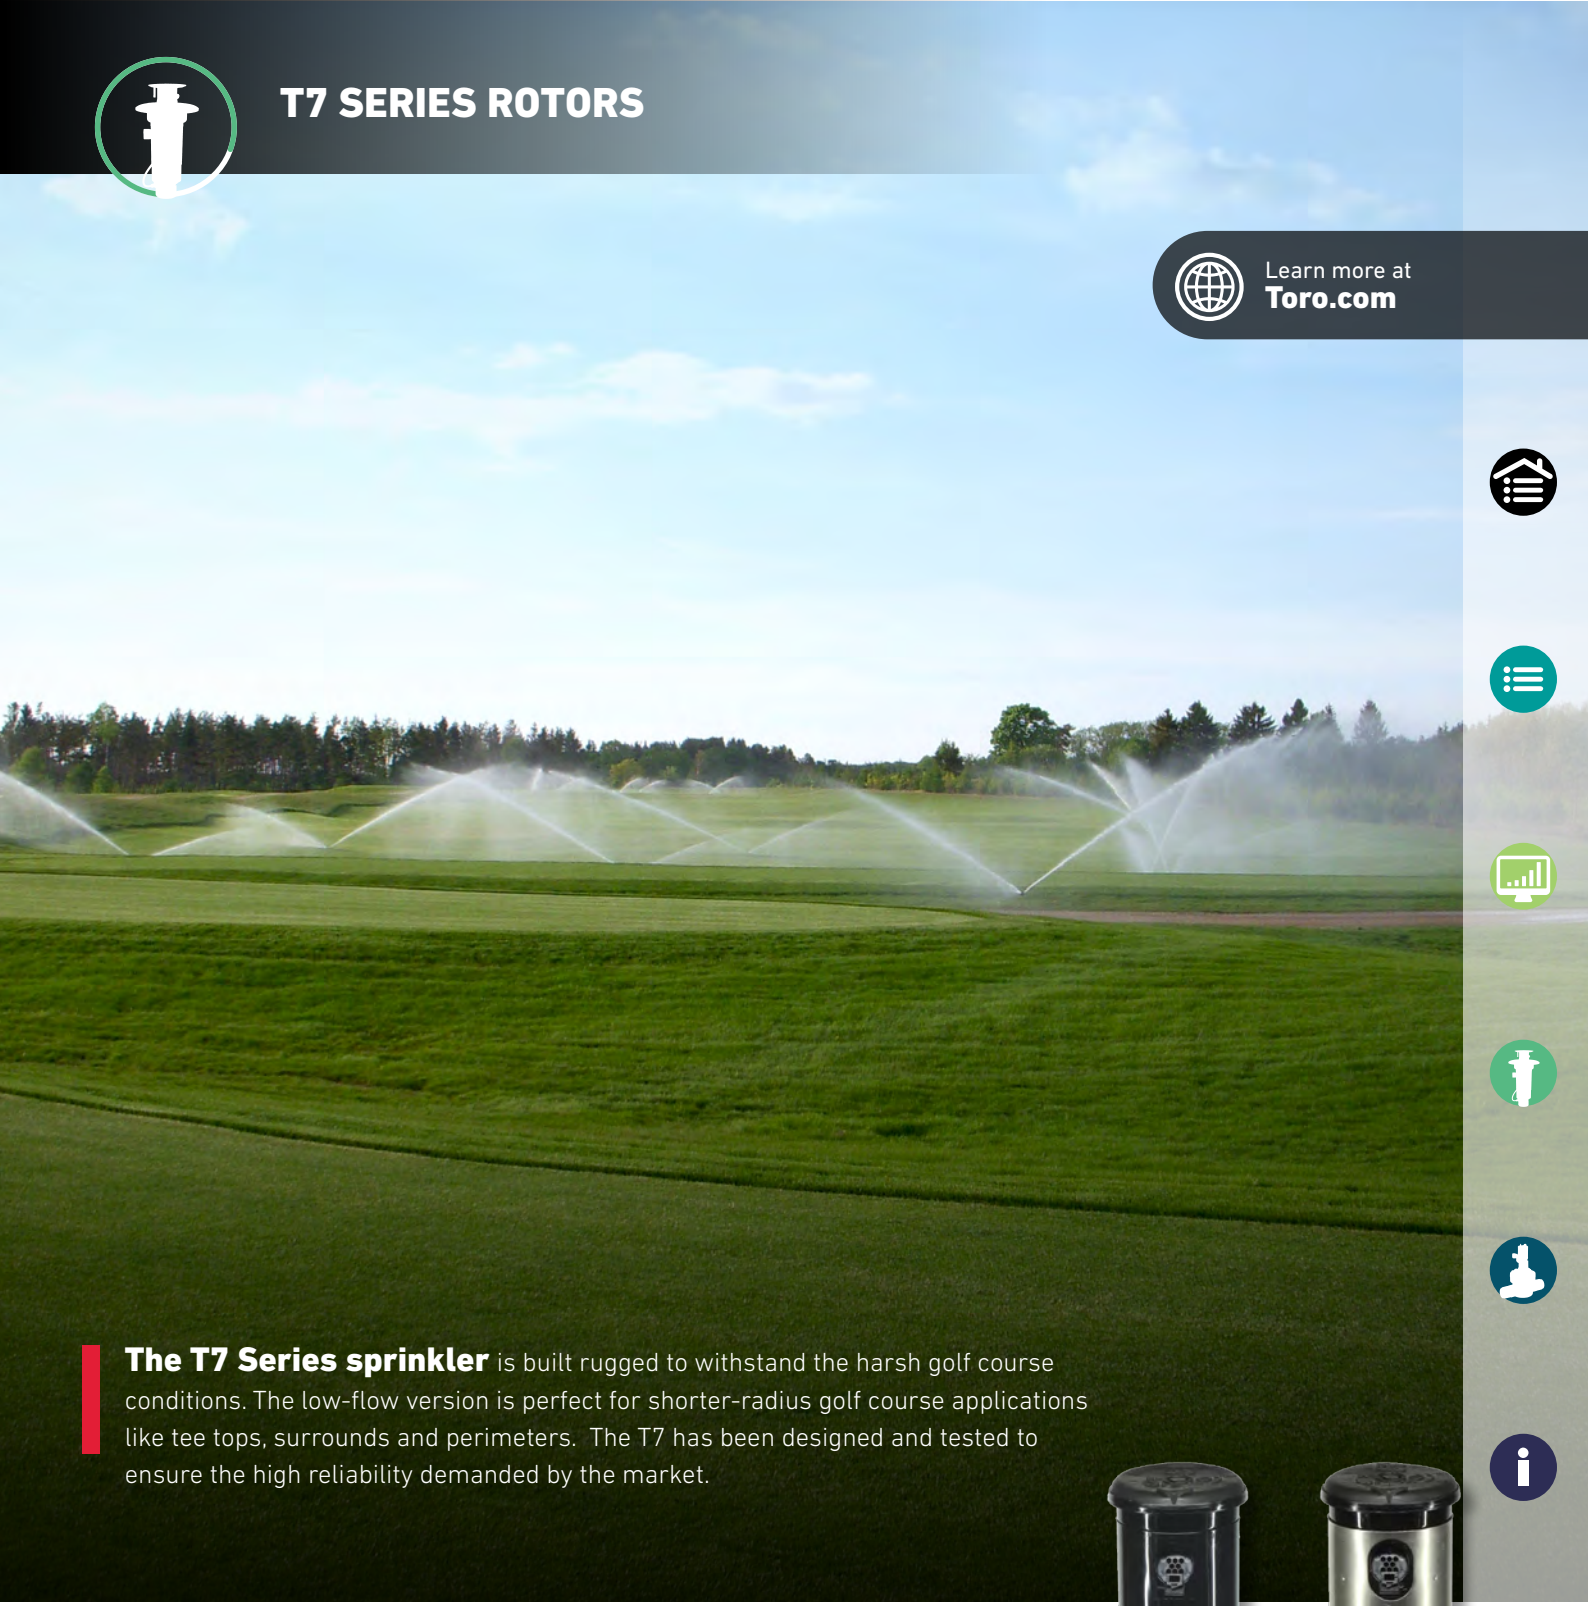 T7 SERIES ROTORS
Learn more at
Toro.com
The T7 Series sprinkler is built rugged to withstand the harsh golf course
conditions. The low-flow version is perfect for shorter-radius golf course applications
like tee tops, surrounds and perimeters.  The T7 has been designed and tested to
ensure the high reliability demanded by the market.